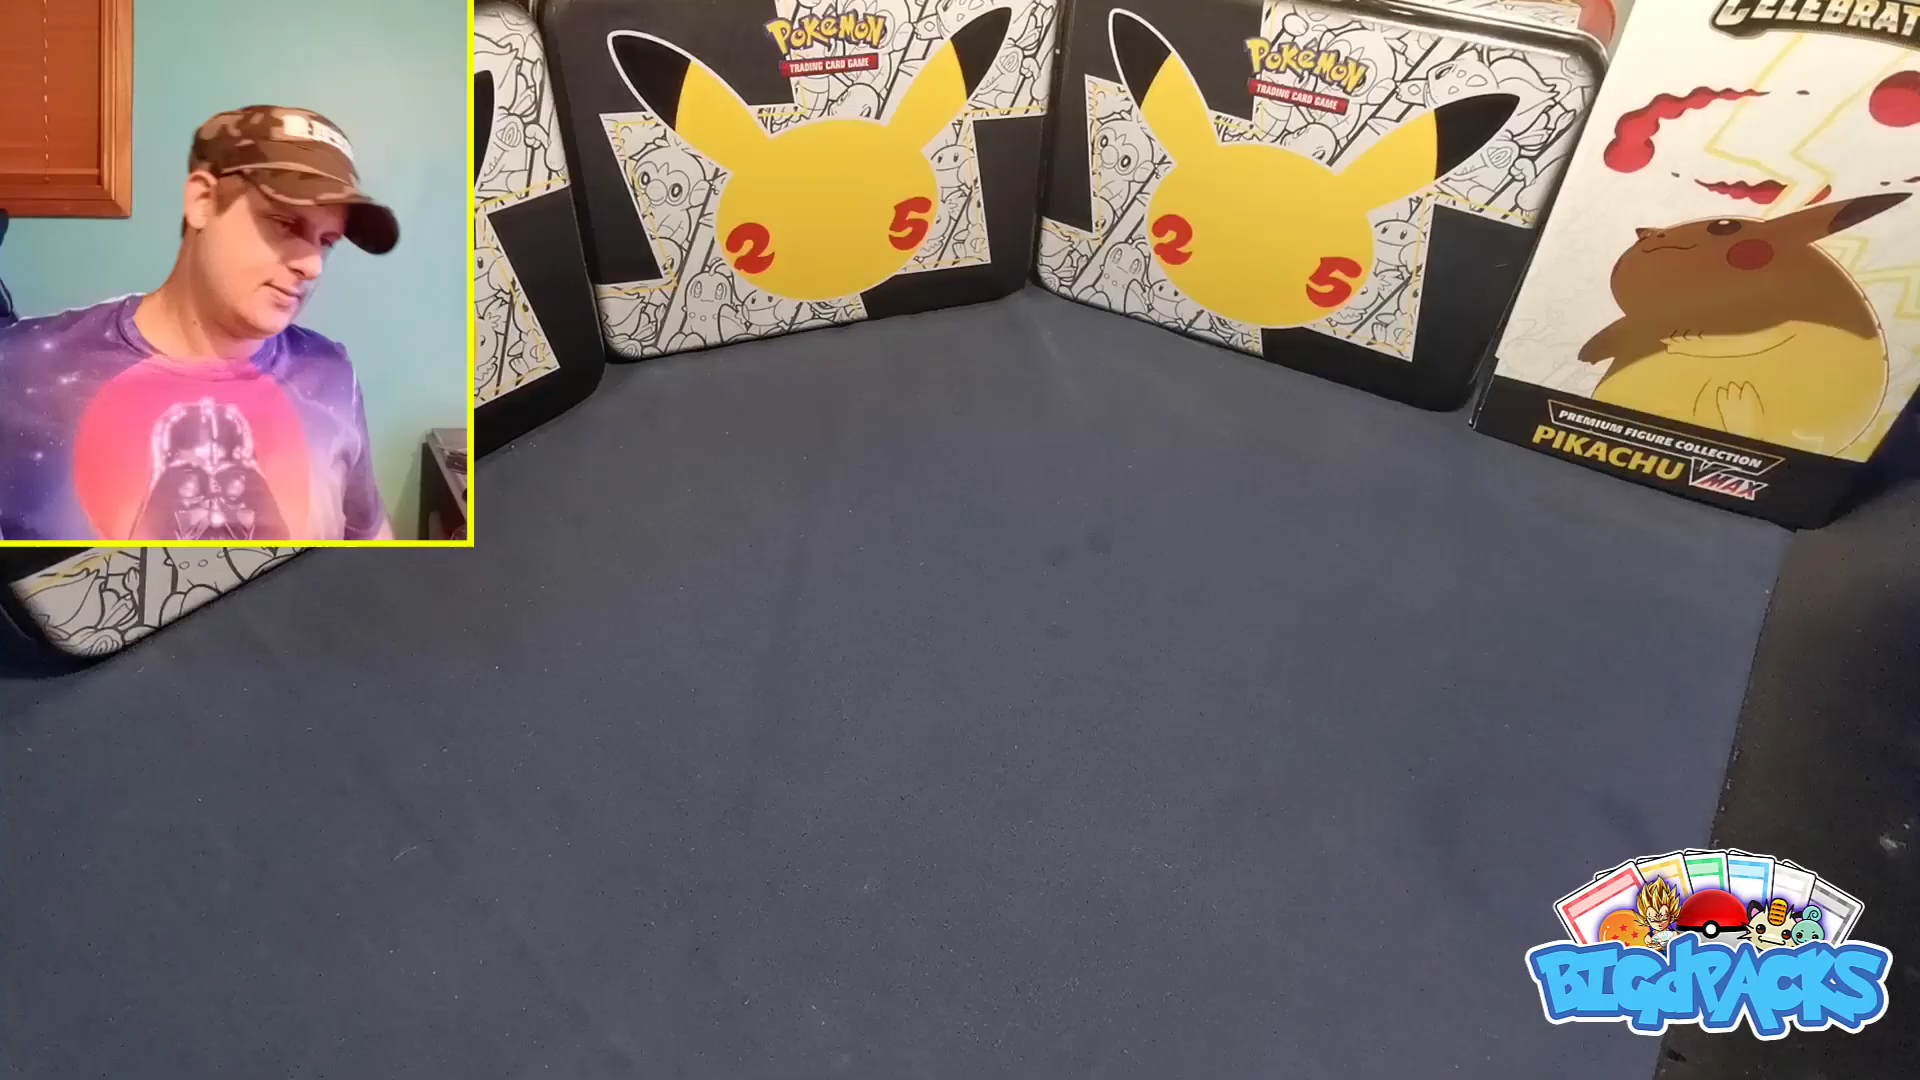 POKéMON
TRADING CARD GAME
2 5
POKéMON
TRADING CARD GAME
2 5
CELEBRAT
PREMIUM FIGURE COLLECTION
PIKACHU VMAX
BIGdPACKS